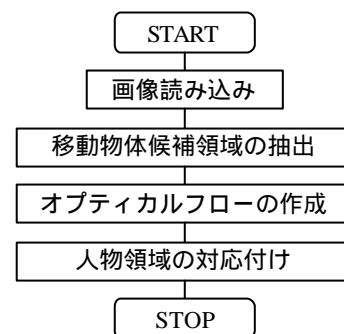 START
画像読み込み
移動物体候補領域の抽出
オプティカルフローの作成
人物領域の対応付け
STOP